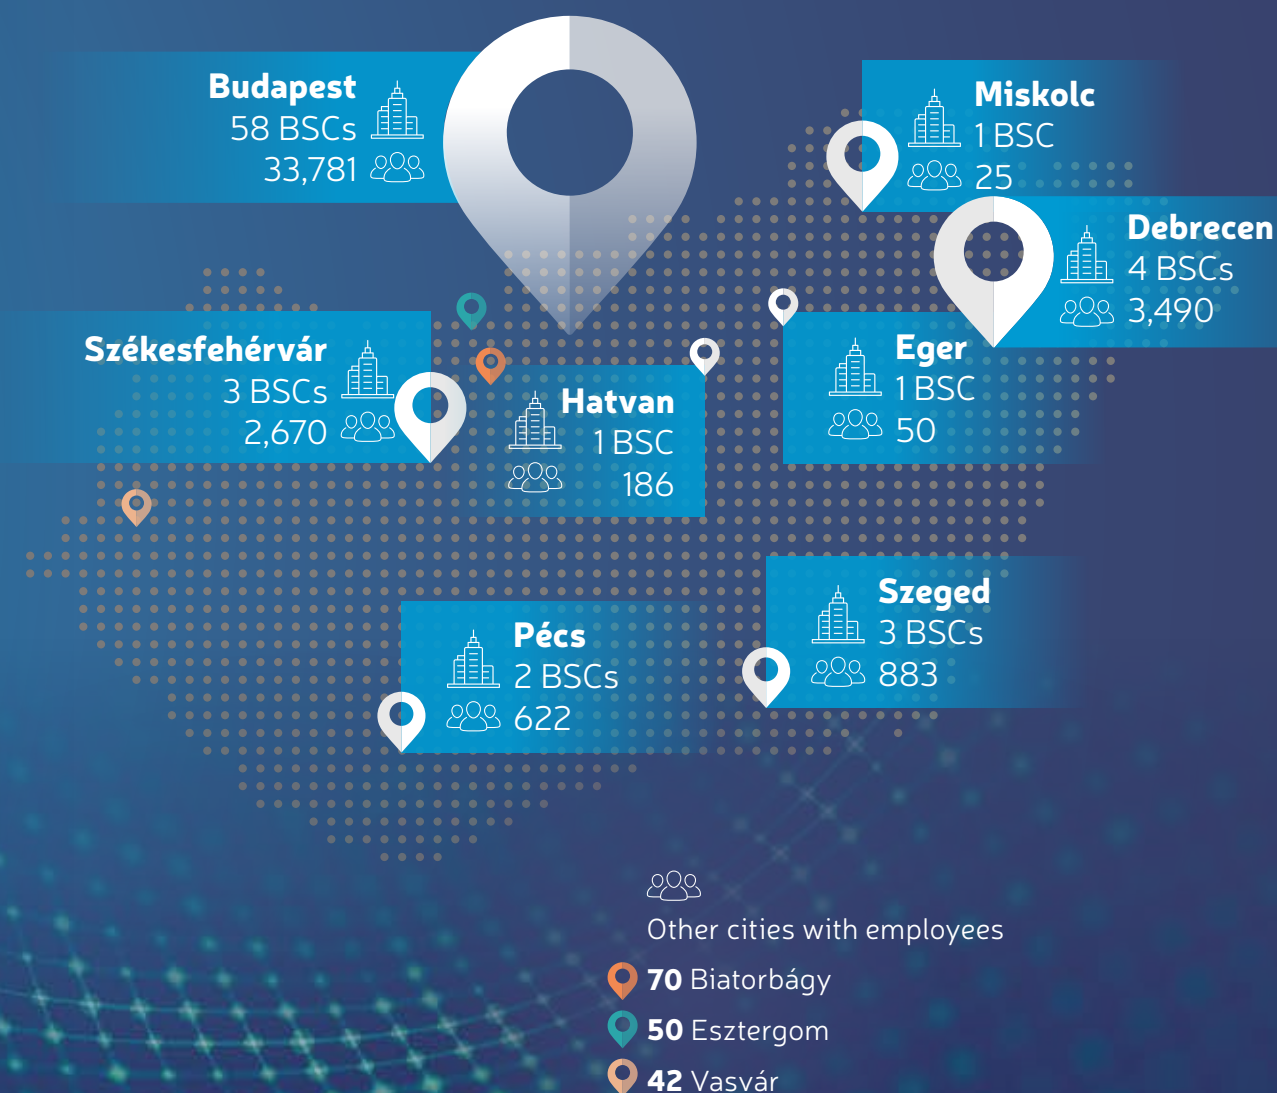 Budapest
58 BSCs
33,781
Miskolc
1 BSC
25
Debrecen
4 BSCs
3,490
Székesfehérvár
3 BSCs
2,670
Hatvan
1 BSC
186
Eger
1 BSC
50
Szeged
3 BSCs
883
Pécs
2 BSCs
622
Other cities with employees
70 Biatorbágy
50 Esztergom
42 Vasvár